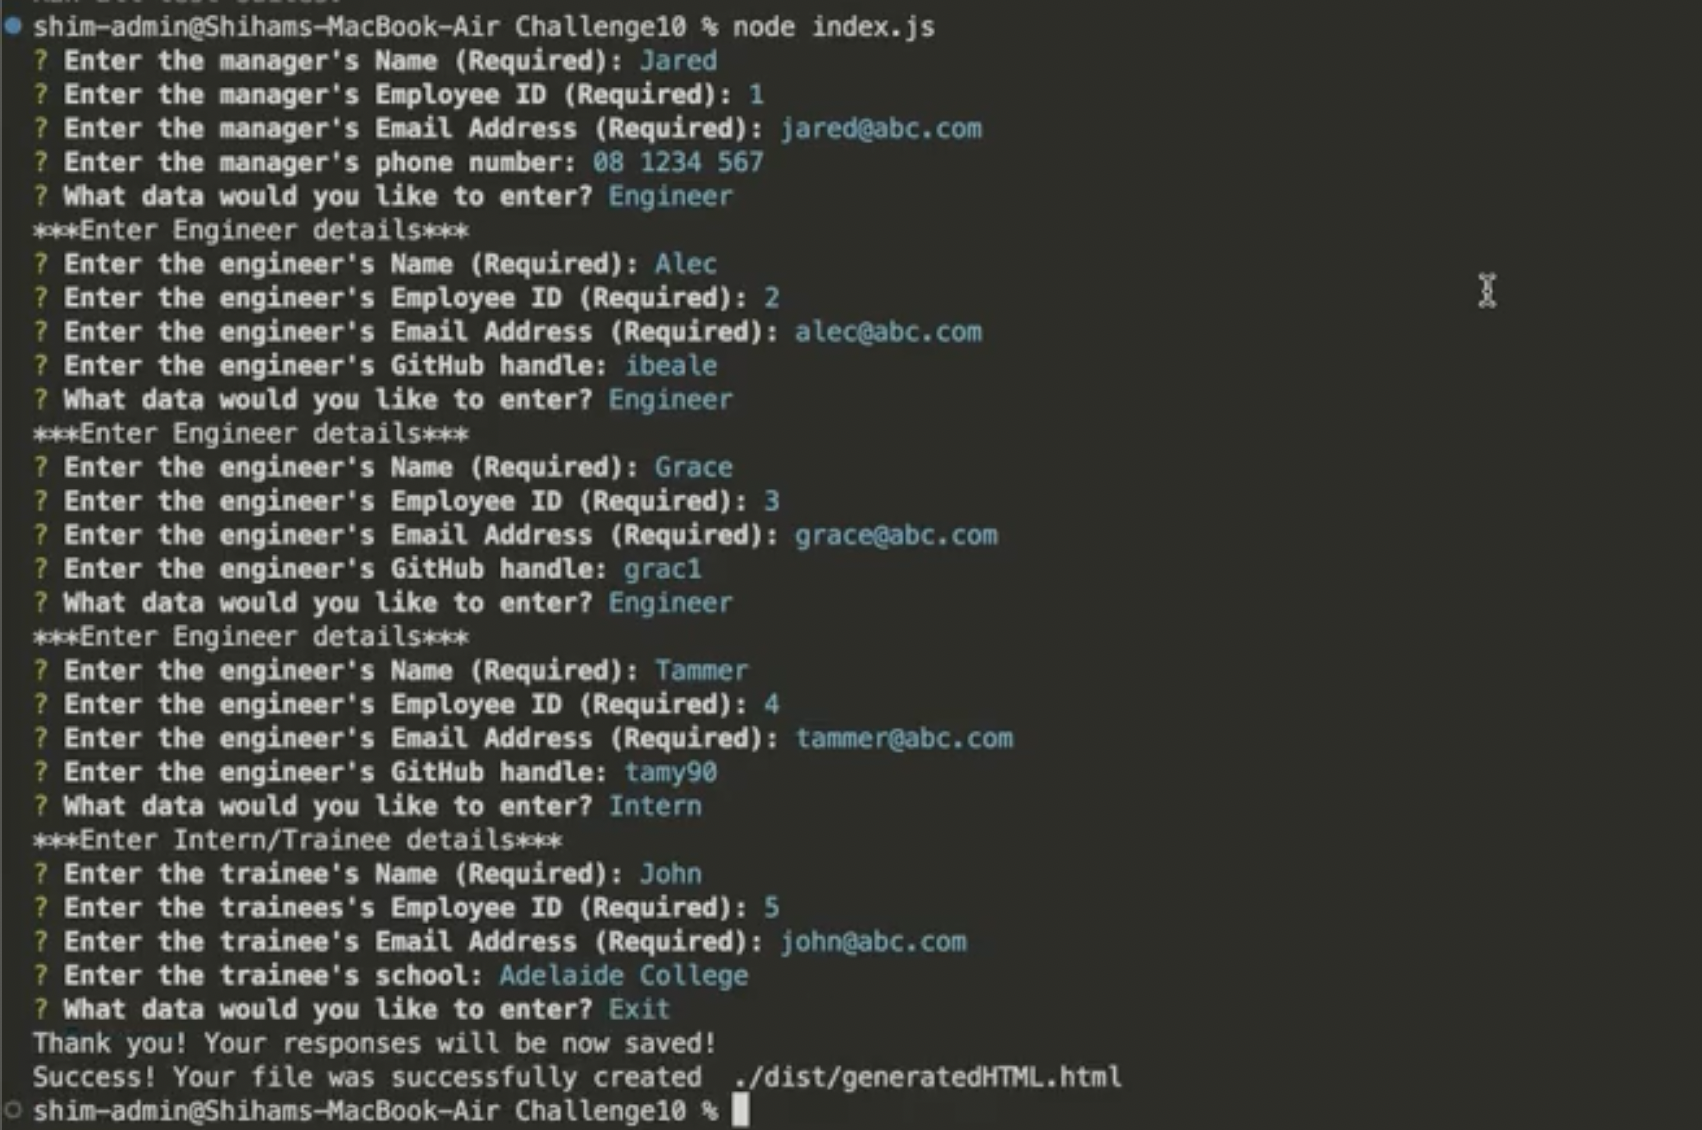 shim-admin@Shihams-MacBook-Air Challenge10 % node index.js
? Enter the manager's Name (Required): Jared
? Enter the manager's Employee ID (Required): 1
? Enter the manager's Email Address (Required): jared@abc.com
? Enter the manager's phone number: 08 1234 567
? What data would you like to enter? Engineer
***Enter Engineer details***
? Enter the engineer's Name (Required): Alec
? Enter the engineer's Employee ID (Required): 2
? Enter the engineer's Email Address (Required): alec@abc.com
? Enter the engineer's GitHub handle: ibeale
? What data would you like to enter? Engineer
***Enter Engineer details***
? Enter the engineer's Name (Required): Grace
? Enter the engineer's Employee ID (Required): 3
? Enter the engineer's Email Address (Required): grace@abc.com
? Enter the engineer's GitHub handle: grac1
? What data would you like to enter? Engineer
***Enter Engineer details***
? Enter the engineer's Name (Required): Tammer
? Enter the engineer's Employee ID (Required): 4
? Enter the engineer's Email Address (Required): tammer@abc.com
? Enter the engineer's GitHub handle: tamy90
? What data would you like to enter? Intern
***Enter Intern/Trainee details***
? Enter the trainee's Name (Required): John
? Enter the trainees's Employee ID (Required): 5
? Enter the trainee's Email Address (Required): john@abc.com
? Enter the trainee's school: Adelaide College
? What data would you like to enter? Exit
Thank you! Your responses will be now saved!
Success! Your file was successfully created  ./dist/generatedHTML.html
shim-admin@Shihams-MacBook-Air Challenge10 %